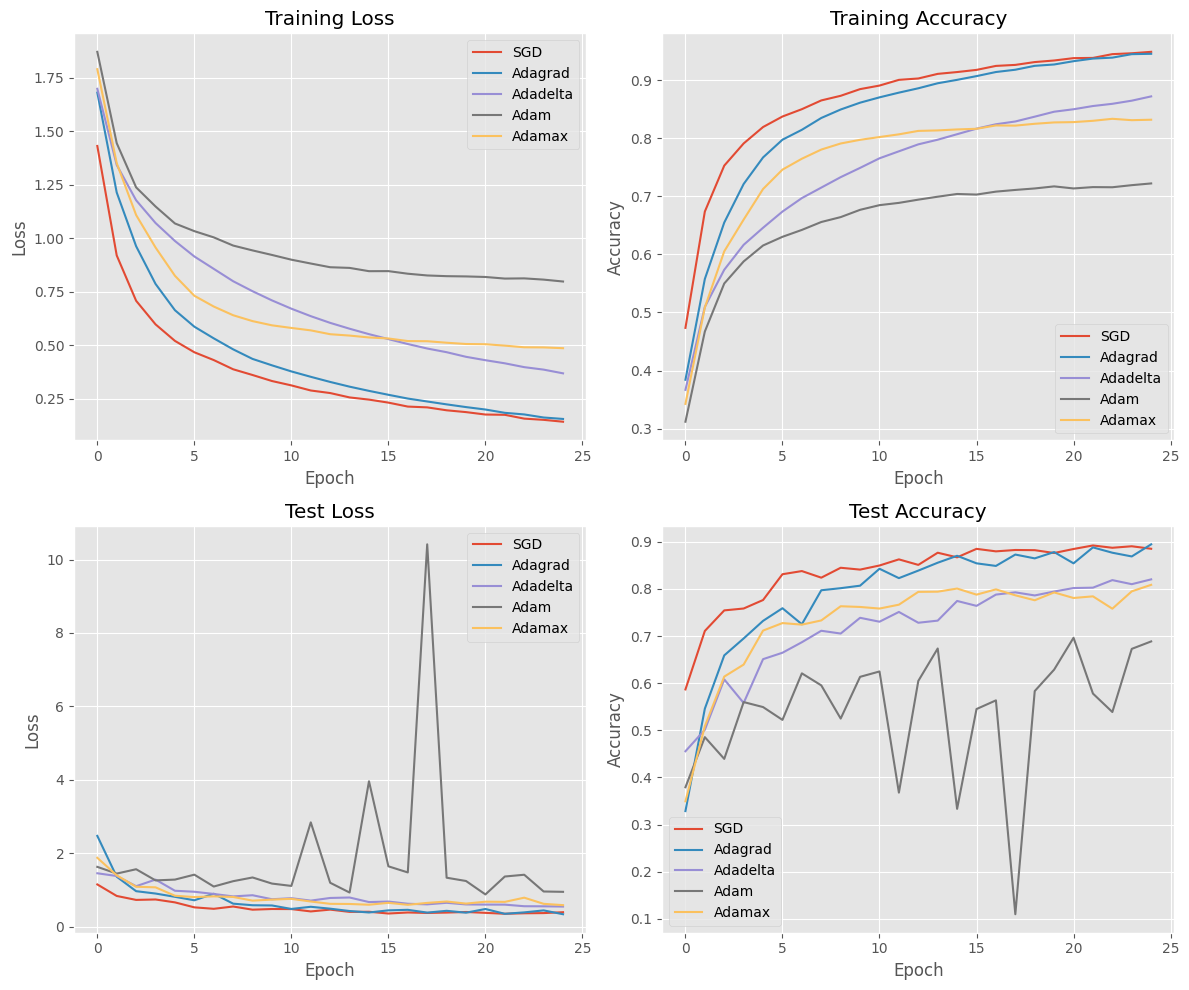 Training Loss
Loss
1.75
1.50
1.25
1.00
0.75
0.50
0.25
0
5
10
15
20
25
Epoch
SGD
Adagrad
Adadelta
Adam
Adamax
Training Accuracy
Accuracy
0.9
0.8
0.7
0.6
0.5
0.4
0.3
0
5
10
15
20
25
Epoch
SGD
Adagrad
Adadelta
Adam
Adamax
Test Loss
Loss
10
8
6
4
2
0
0
5
10
15
20
25
Epoch
SGD
Adagrad
Adadelta
Adam
Adamax
Test Accuracy
Accuracy
0.9
0.8
0.7
0.6
0.5
0.4
0.3
0.2
0.1
0
5
10
15
20
25
Epoch
SGD
Adagrad
Adadelta
Adam
Adamax